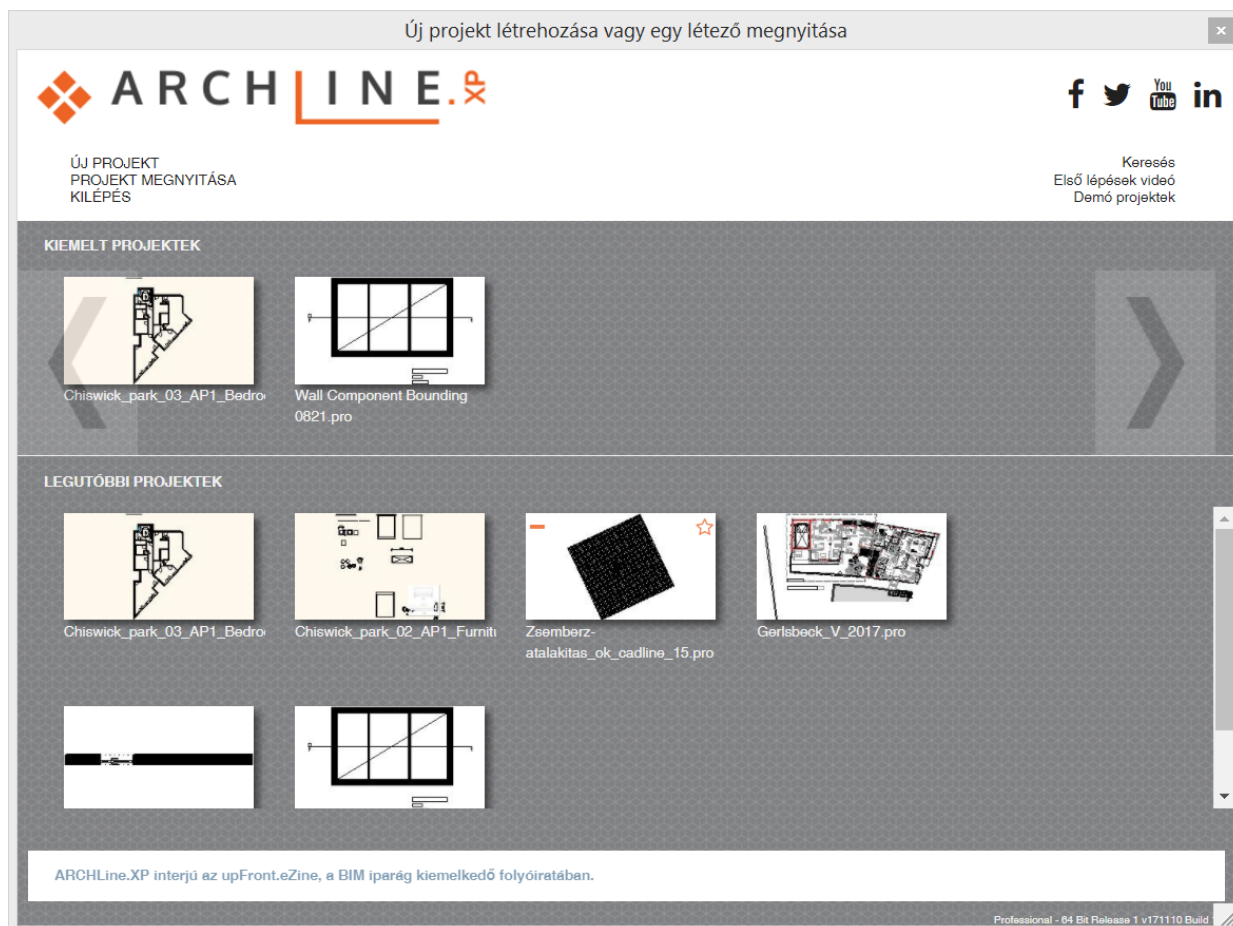 Új projekt létrehozása vagy egy létező megnyitása
ARCHLINE.XP
You
Tube
ÚJ PROJEKT
PROJEKT MEGNYITÁSA
KILÉPÉS
Keresés
Első lépések videó
Demó projektek
KIEMELT PROJEKTEK
Chiswick_park_03_AP1_Bedro
Wall Component Bounding
0821.pro
LEGUTÓBBI PROJEKTEK
Chiswick_park_03_AP1_Bedro
Chiswick_park_02_AP1_Furnit
Zsemberz-
atalakitas_ok_cadline_15.pro
Gerlsbeck_V_2017.pro
ARCHLine.XP interjú az upFront.eZine, a BIM iparág kiemelkedő folyóiratában.
Professional - 64 Bit Release 1 v171110 Build